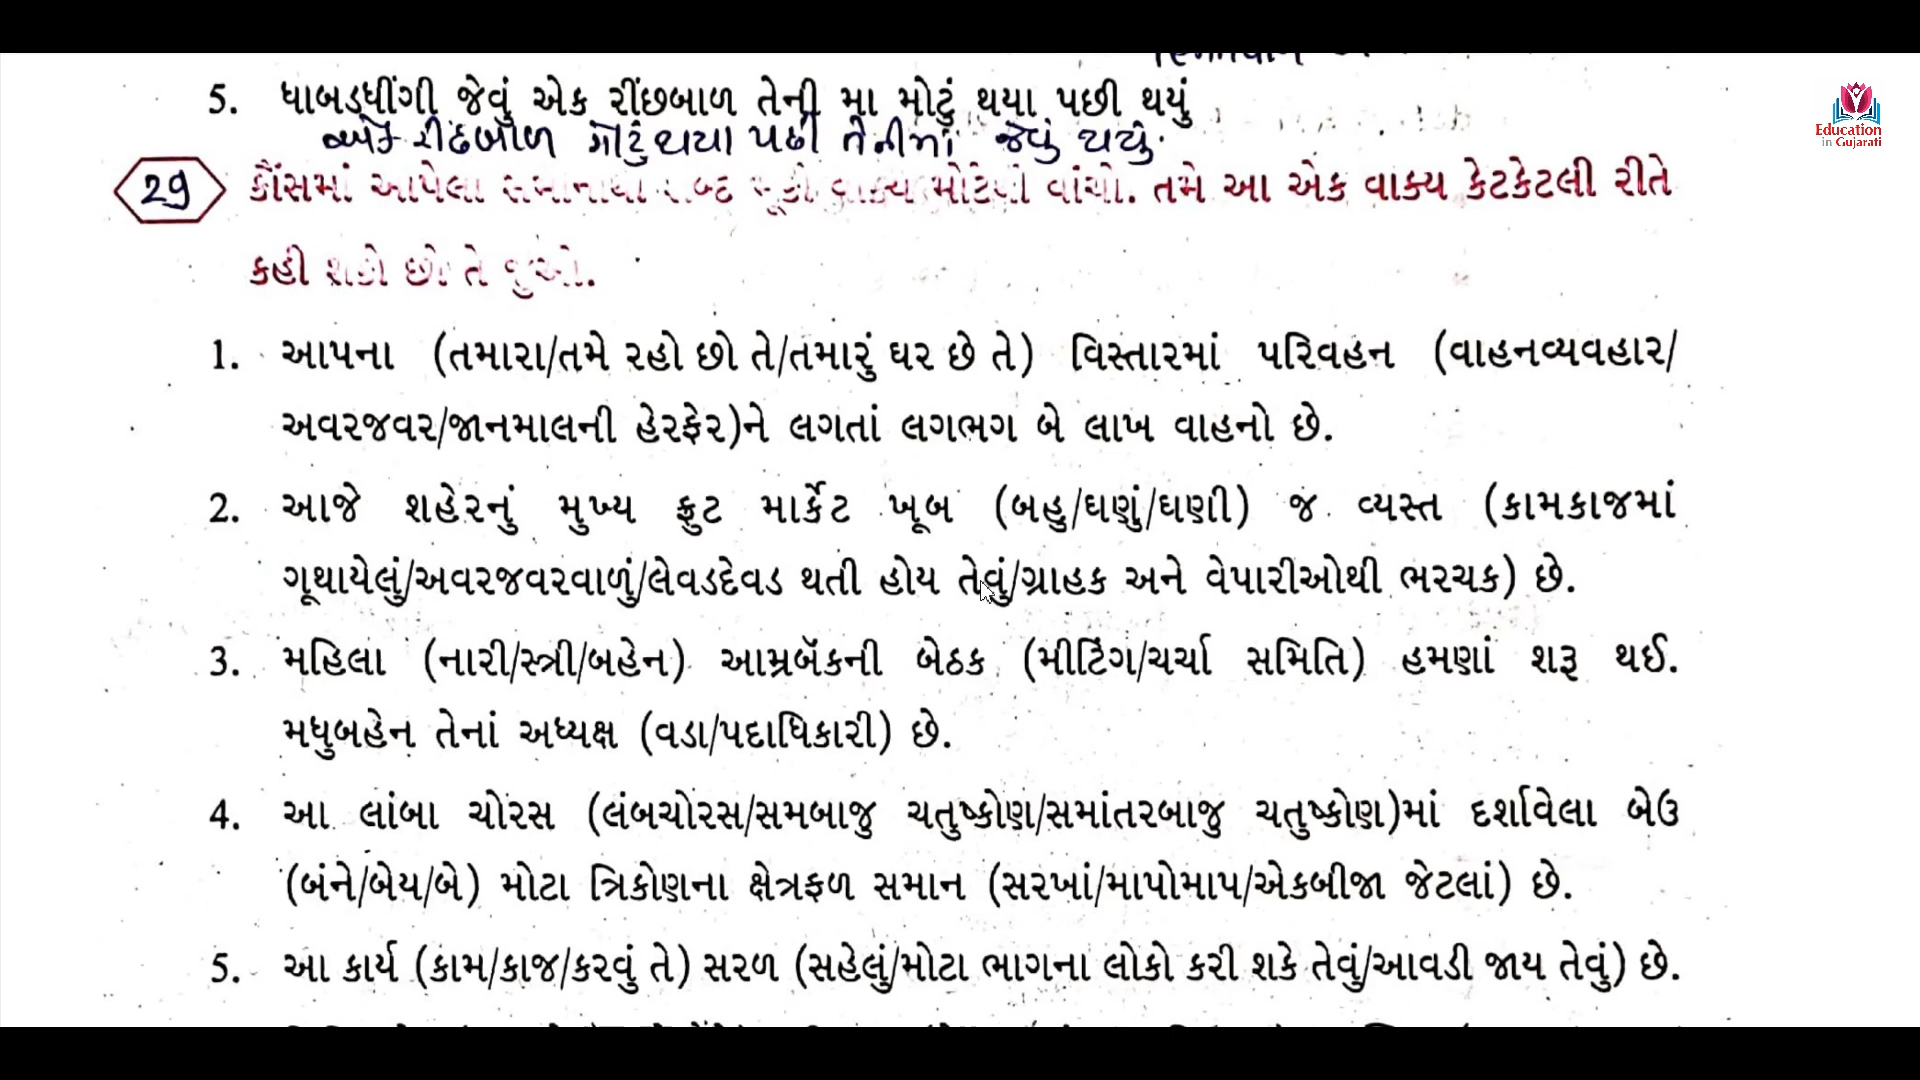 5. ધાબડધીંગી જેવું એક રીંછબાળ તેની મા મોટું થયા પછી થયું
એક રીંછબાળ મોટું થયા પછી તેની મા જેવું થયું.
Education
in Gujarati
29 કૌંસમાં આપેલા સમાનાર્થી શબ્દ મૂકી વાક્ય મોટેથી વાંચો. તમે આ એક વાક્ય કેટકેટલી રીતે
કહી શકો છો તે જુઓ.
1. આપના (તમારા/તમે રહો છો તે/તમારું ઘર છે તે) વિસ્તારમાં પરિવહન (વાહનવ્યવહાર/
અવરજવર/જાનમાલની હેરફેર)ને લગતાં લગભગ બે લાખ વાહનો છે.
2. આજે શહેરનું મુખ્ય ફ્રુટ માર્કેટ ખૂબ (બહુ/ઘણું/ઘણી) જ વ્યસ્ત (કામકાજમાં
ગૂથાયેલું/અવરજવરવાળું/લેવડદેવડ થતી હોય તેવું/ગ્રાહક અને વેપારીઓથી ભરચક) છે.
3. મહિલા (નારી/સ્ત્રી/બહેન) આમ્રબૅંકની બેઠક (મીટિંગ/ચર્ચા સમિતિ) હમણાં શરૂ થઈ.
મધુબહેન તેનાં અધ્યક્ષ (વડા/પદાધિકારી) છે.
4. આ લાંબા ચોરસ (લંબચોરસ/સમબાજુ ચતુષ્કોણ/સમાંતરબાજુ ચતુષ્કોણ)માં દર્શાવેલા બેઉ
(બંને/બેય/બે) મોટા ત્રિકોણના ક્ષેત્રફળ સમાન (સરખાં/માપોમાપ/એકબીજા જેટલાં) છે.
5. આ કાર્ય (કામ/કાજ/કરવું તે) સરળ (સહેલું/મોટા ભાગના લોકો કરી શકે તેવું/આવડી જાય તેવું) છે.